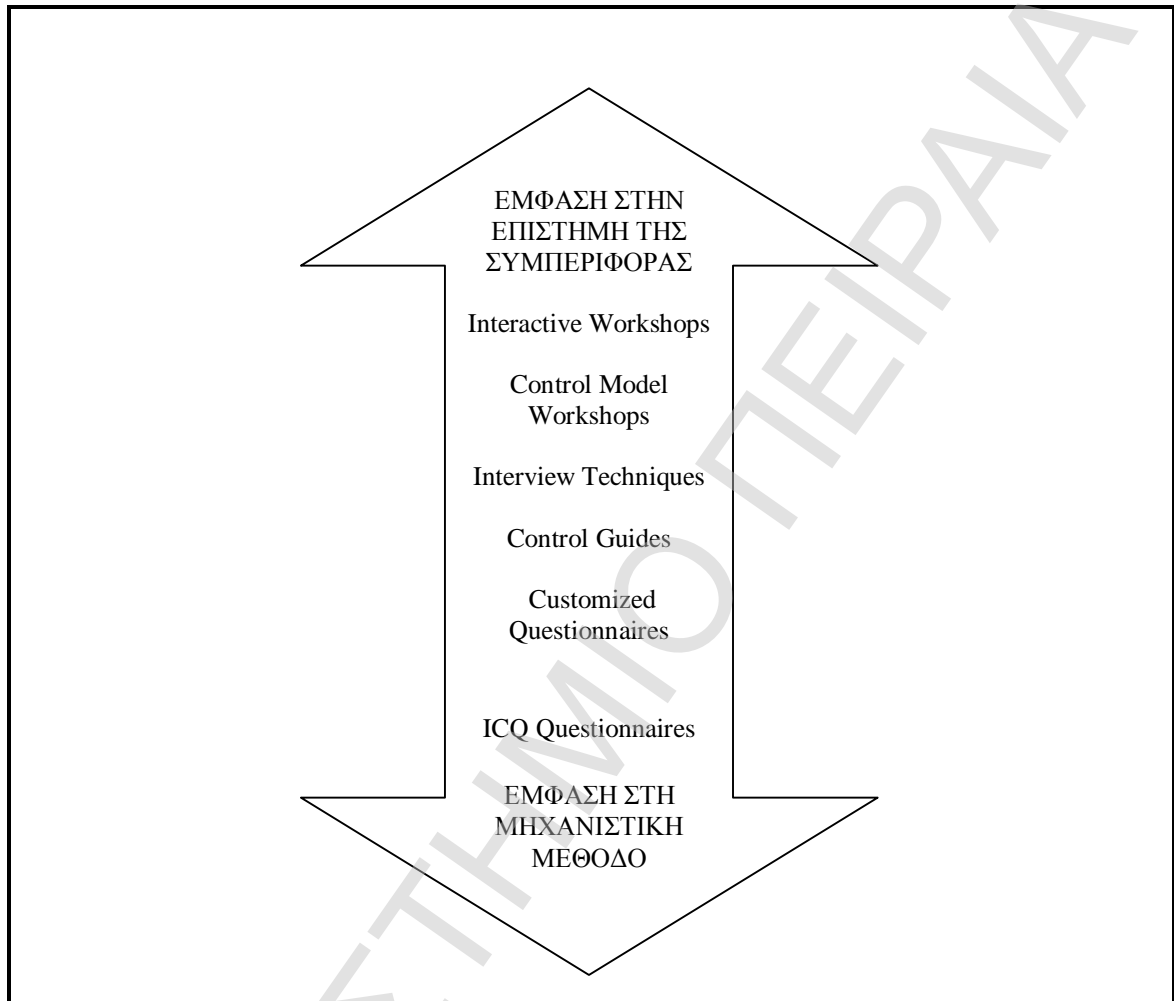 ΕΜΦΑΣΗ ΣΤΗΝ
ΕΠΙΣΤΗΜΗ ΤΗΣ
ΣΥΜΠΕΡΙΦΟΡΑΣ
Interactive Workshops
Control Model
Workshops
Interview Techniques
Control Guides
Customized
Questionnaires
ICQ Questionnaires
ΕΜΦΑΣΗ ΣΤΗ
ΜΗΧΑΝΙΣΤΙΚΗ
ΜΕΘΟΔΟ
ΠΕΙΡΑΙΑ